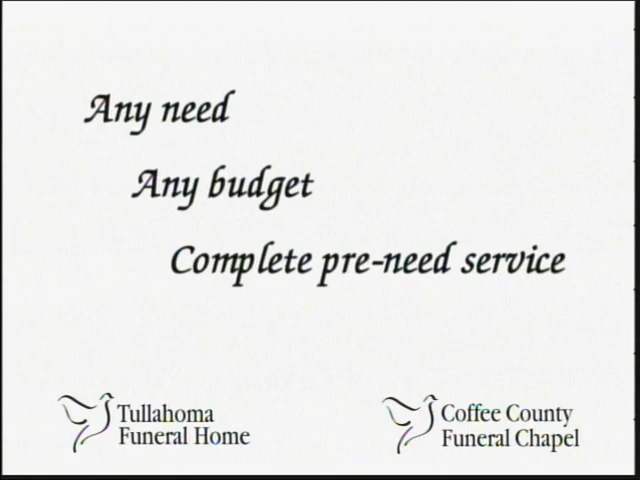 Any need
Any budget
Complete pre-need service
Tullahoma
Funeral Home
Coffee County
Funeral Chapel